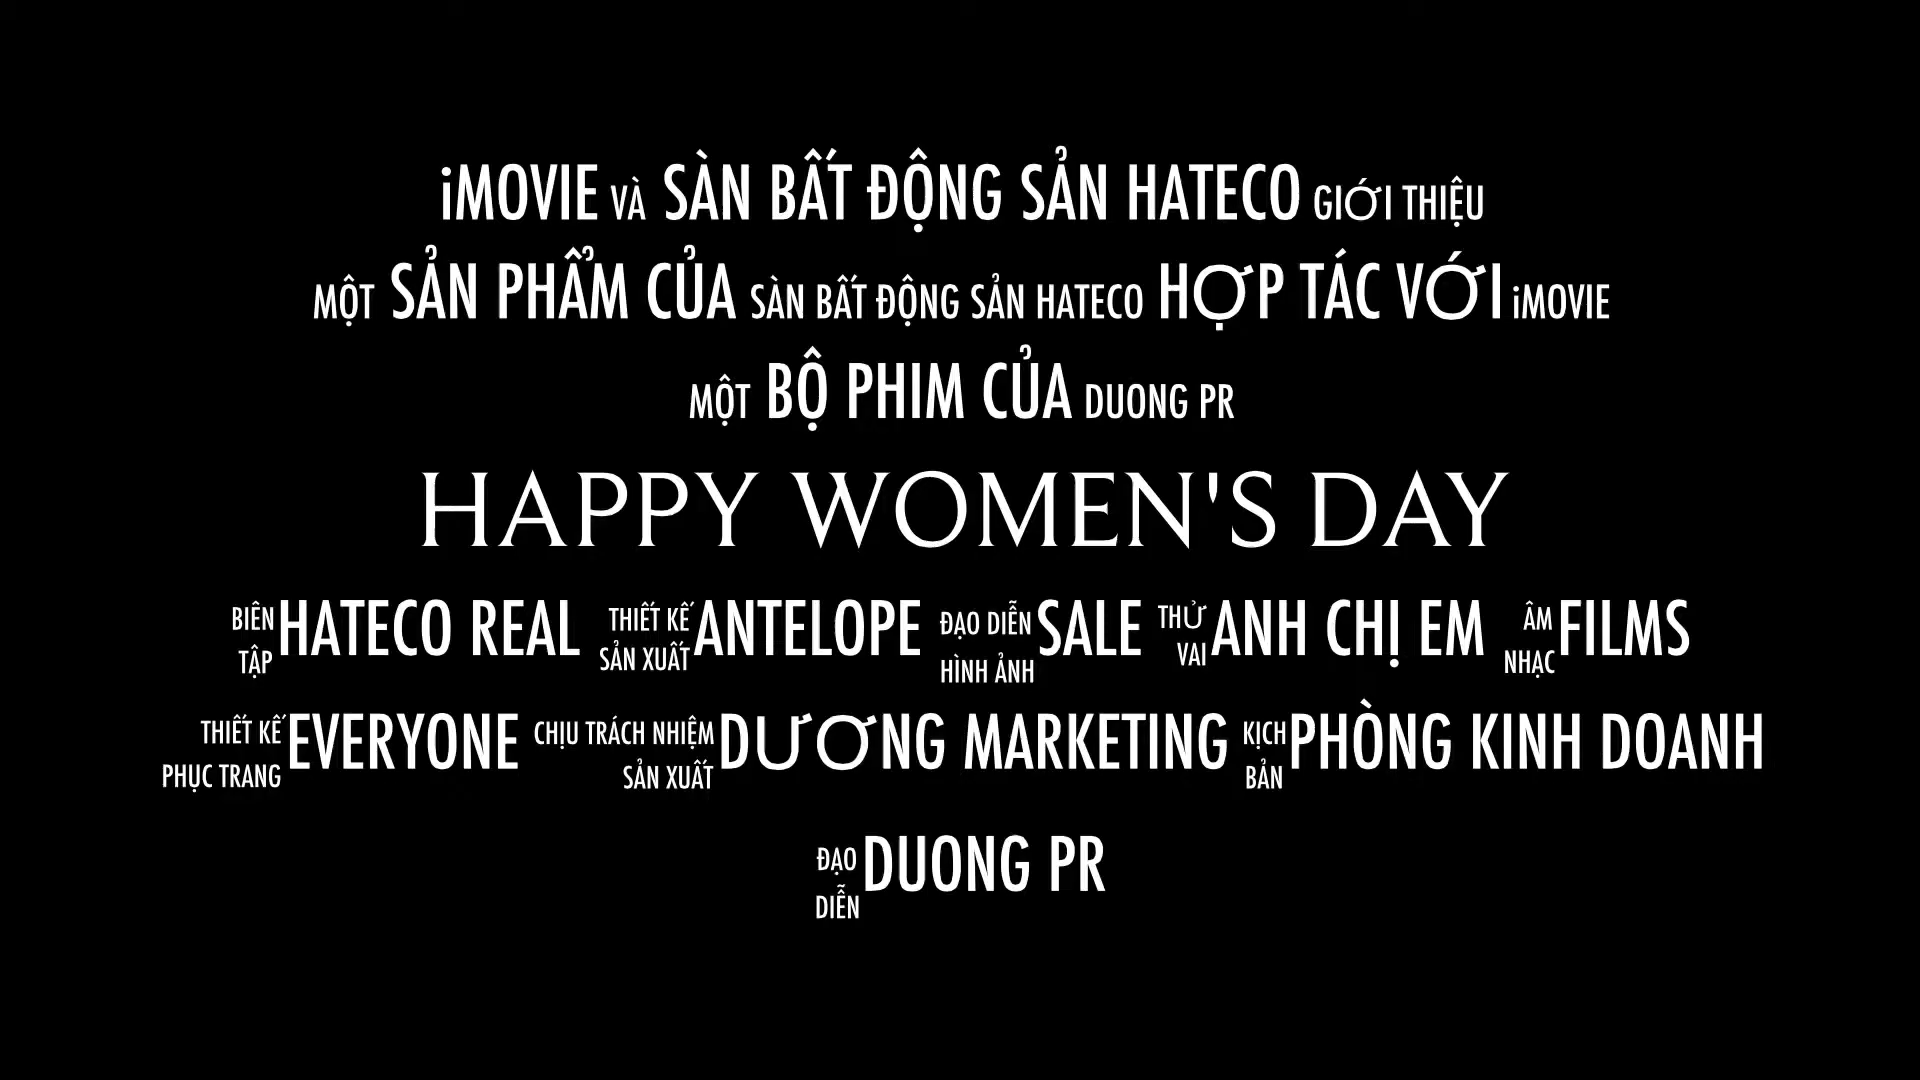 iMOVIE VÀ SÀN BẤT ĐỘNG SẢN HATECO GIỚI THIỆU
MỘT SẢN PHẨM CỦA SÀN BẤT ĐỘNG SẢN HATECO HỢP TÁC VỚI iMOVIE
MỘT BỘ PHIM CỦA DUONG PR
HAPPY WOMEN'S DAY
BIÊN TẬP HATECO REAL THIẾT KẾ SẢN XUẤT ANTELOPE ĐẠO DIỄN HÌNH ẢNH SALE THỬ VAI ANH CHỊ EM ÂM NHẠC FILMS
THIẾT KẾ PHỤC TRANG EVERYONE CHỊU TRÁCH NHIỆM SẢN XUẤT DƯƠNG MARKETING KỊCH BẢN PHÒNG KINH DOANH
ĐẠO DIỄN DUONG PR